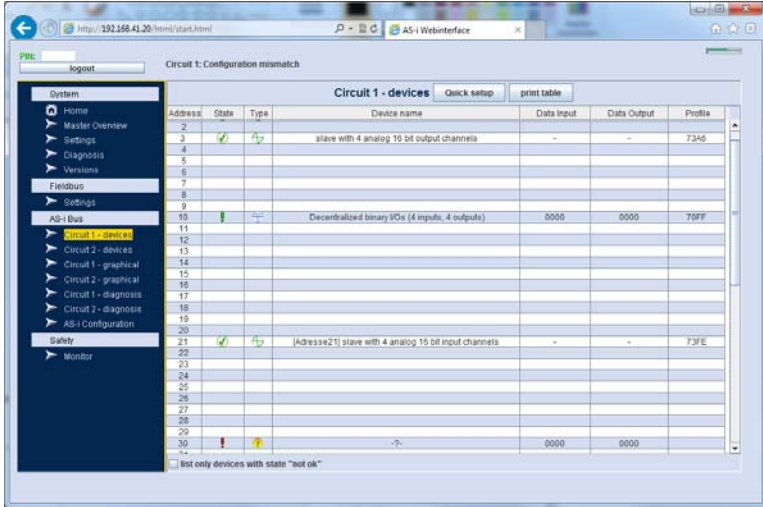 http://192.168.41.20/html/start.html
AS-i Webinterface
PIN:
logout
Circuit 1: Configuration mismatch
System
Home
Master Overview
Settings
Diagnosis
Versions
Fieldbus
Settings
AS-i Bus
Circuit 1 - devices
Circuit 2 - devices
Circuit 1 - graphical
Circuit 2 - graphical
Circuit 1 - diagnosis
Circuit 2 - diagnosis
AS-i Configuration
Safety
Monitor
Circuit 1 - devices Quick setup print table
Address State Type Device name Data Input Data Output Profile
2
3 slave with 4 analog 16 bit output channels - - 73A6
4
5
6
7
8
9
10 ! Decentralized binary I/Os (4 inputs, 4 outputs) 0000 0000 70FF
11
12
13
14
15
16
17
18
19
20
21 [Adresse21] slave with 4 analog 16 bit input channels - - 73FE
22
23
24
25
26
27
28
29
30 ! ? -?- 0000 0000
list only devices with state "not ok"